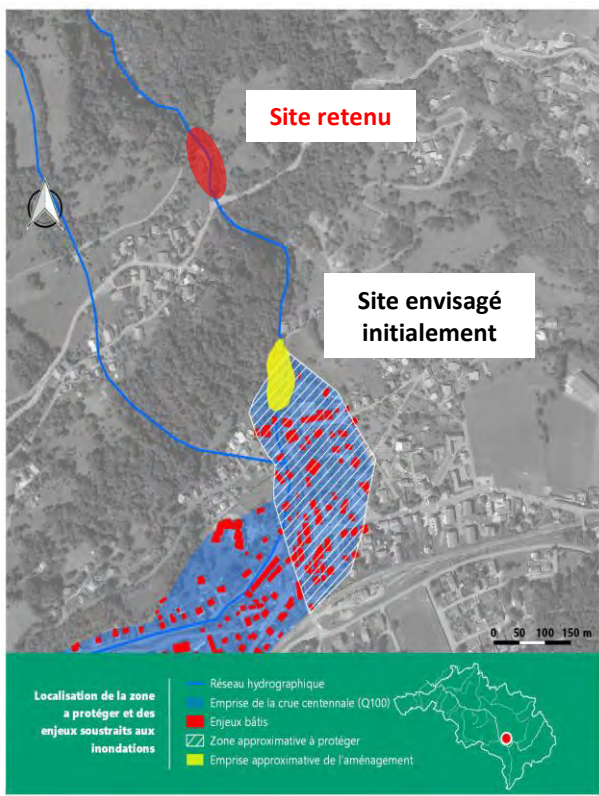 Site retenu
Site envisagé
initialement
0 50 100 150 m
Localisation de la zone
a protéger et des
enjeux soustraits aux
inondations
Réseau hydrographique
Emprise de la crue centennale (Q100)
Enjeux bâtis
Zone approximative à protéger
Emprise approximative de l'aménagement